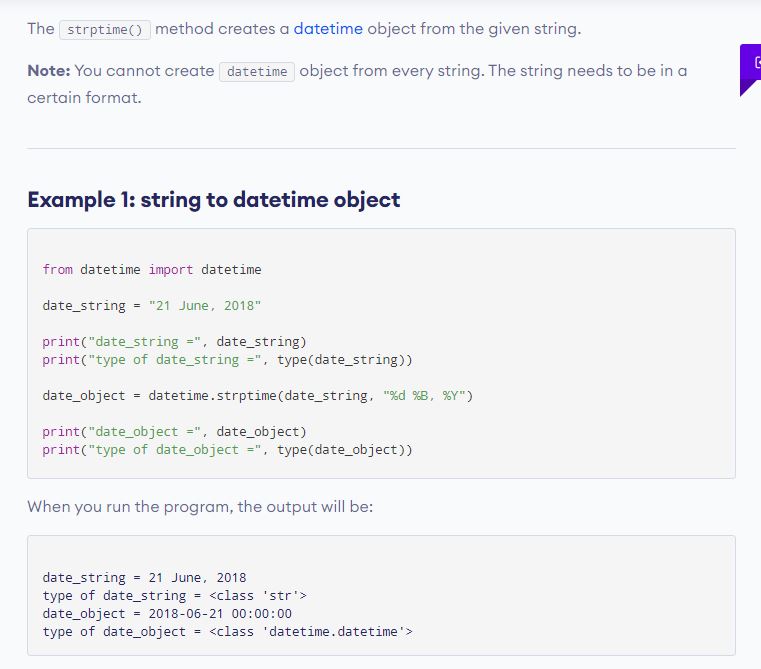 The strptime() method creates a datetime object from the given string.
Note: You cannot create datetime object from every string. The string needs to be in a
certain format.
Example 1: string to datetime object
from datetime import datetime
date_string = "21 June, 2018"
print("date_string =", date_string)
print("type of date_string =", type(date_string))
date_object = datetime.strptime(date_string, "%d %B, %Y")
print("date_object =", date_object)
print("type of date_object =", type(date_object))
When you run the program, the output will be:
date_string = 21 June, 2018
type of date_string = <class 'str'>
date_object = 2018-06-21 00:00:00
type of date_object = <class 'datetime.datetime'>